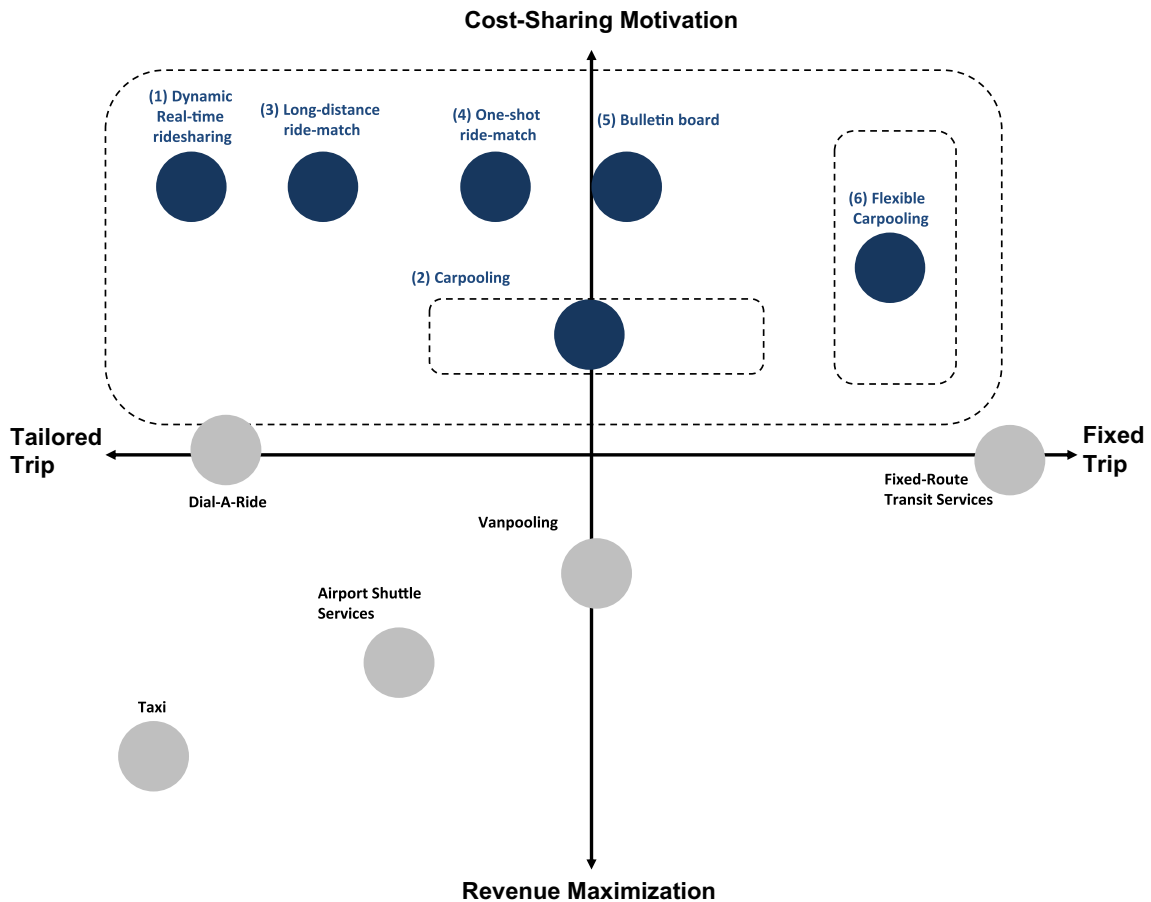 Cost-Sharing Motivation
(1) Dynamic
Real-time
ridesharing
(3) Long-distance
ride-match
(4) One-shot
ride-match
(5) Bulletin board
(6) Flexible
Carpooling
(2) Carpooling
Tailored
Trip
Fixed
Trip
Dial-A-Ride
Fixed-Route
Transit Services
Vanpooling
Airport Shuttle
Services
Taxi
Revenue Maximization